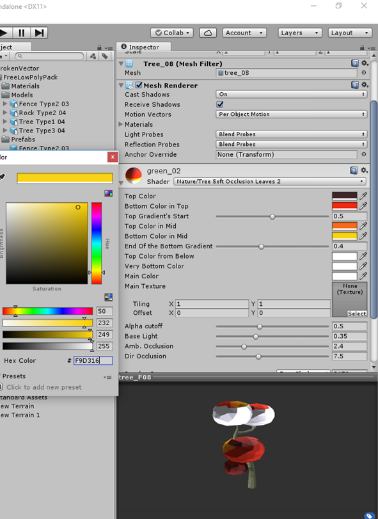 ndalone <DX11>
Collab
Account
Layers
Layout
ject
rokenVector
FreeLowPolyPack
Materials
Models
Fence Type2 03
Rock Type2 04
Tree Type1 04
Tree Type3 04
Prefabs
Fence Type2 03
Inspector
Tree_08 (Mesh Filter)
Mesh
tree_08
Mesh Renderer
Cast Shadows
On
Receive Shadows
Motion Vectors
Per Object Motion
Materials
Light Probes
Blend Probes
Reflection Probes
Blend Probes
Anchor Override
None (Transform)
green_02
Shader
Nature/Tree Soft Occlusion Leaves 2
Top Color
Bottom Color in Top
Top Gradient's Start
0.5
Top Color in Mid
Bottom Color in Mid
End Of the Bottom Gradient
0.4
Top Color from Below
Very Bottom Color
Main Color
Main Texture
None
(Texture)
Select
Tiling
X 1
Y 1
Offset
X 0
Y 0
Alpha cutoff
0.5
Base Light
0.35
Amb. Occlusion
2.4
Dir Occlusion
7.5
olor
Brightness
Hue
Saturation
50
232
249
255
Hex Color
# F9D316
Presets
Click to add new preset
tandard Assets
ew Terrain
ew Terrain 1
tree_F08